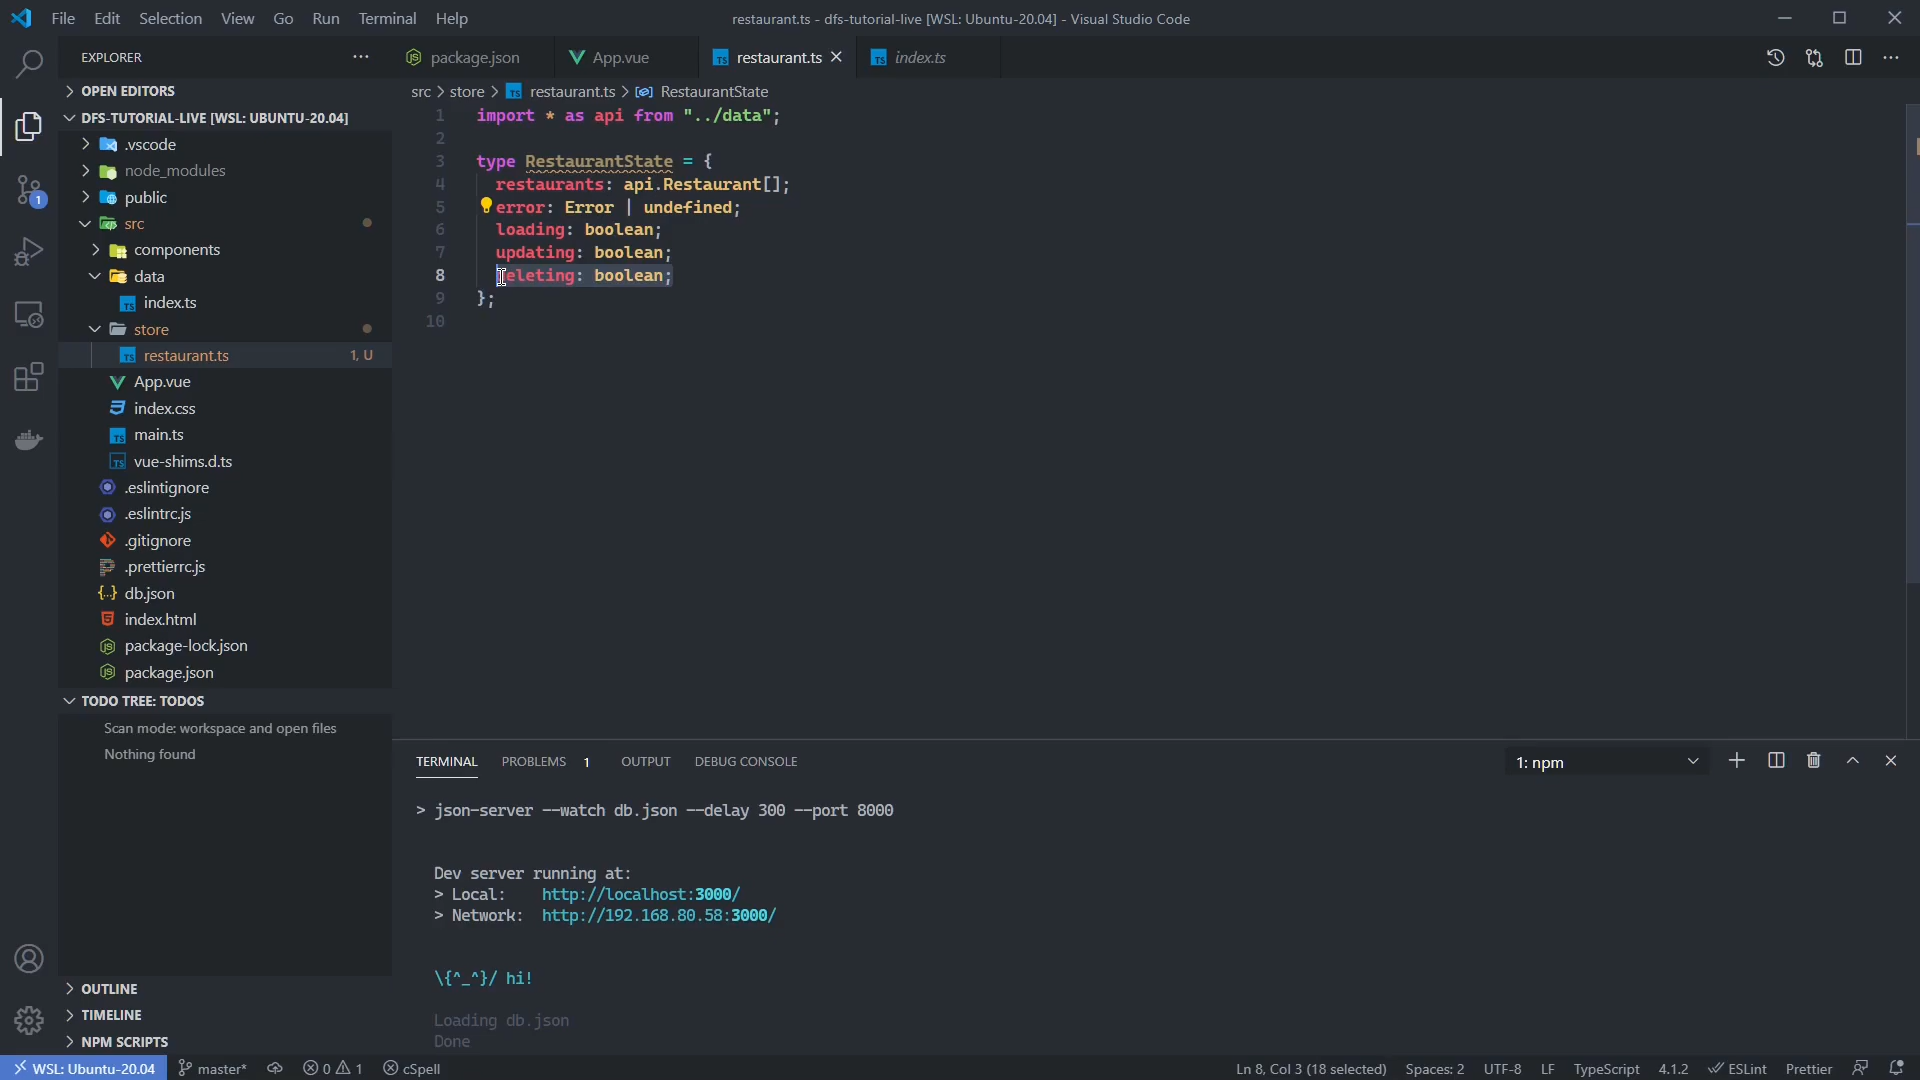 File Edit Selection View Go Run Terminal Help
restaurant.ts - dfs-tutorial-live [WSL: Ubuntu-20.04] - Visual Studio Code
EXPLORER
package.json
App.vue
restaurant.ts
index.ts
OPEN EDITORS
DFS-TUTORIAL-LIVE [WSL: UBUNTU-20.04]
.vscode
node_modules
public
src
components
data
index.ts
store
restaurant.ts 1, U
App.vue
index.css
main.ts
vue-shims.d.ts
.eslintignore
.eslintrc.js
.gitignore
.prettierrc.js
db.json
index.html
package-lock.json
package.json
TODO TREE: TODOS
Scan mode: workspace and open files
Nothing found
OUTLINE
TIMELINE
NPM SCRIPTS
1
src > store > restaurant.ts > RestaurantState
1 import * as api from "../data";
2
3 type RestaurantState = {
4 restaurants: api.Restaurant[];
5 error: Error | undefined;
6 loading: boolean;
7 updating: boolean;
8 deleting: boolean;
9 };
10
TERMINAL PROBLEMS 1 OUTPUT DEBUG CONSOLE
1: npm
> json-server --watch db.json --delay 300 --port 8000
Dev server running at:
> Local: http://localhost:3000/
> Network: http://192.168.80.58:3000/
\{^_^}/ hi!
Loading db.json
Done
WSL: Ubuntu-20.04 master* 0 1 cSpell
Ln 8, Col 3 (18 selected) Spaces: 2 UTF-8 LF TypeScript 4.1.2 ESLint Prettier